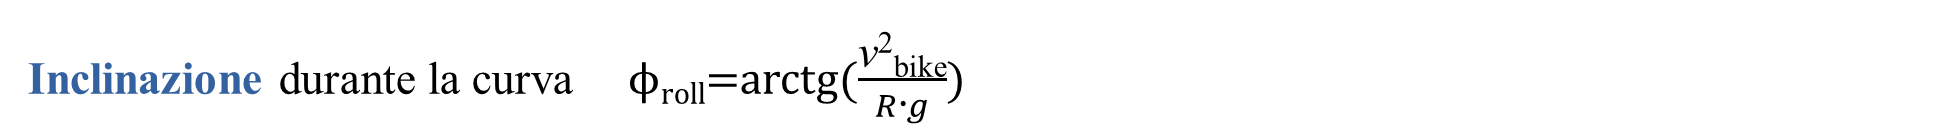 Inclinazione durante la curva ϕroll=arctg(v²bike/R·g)